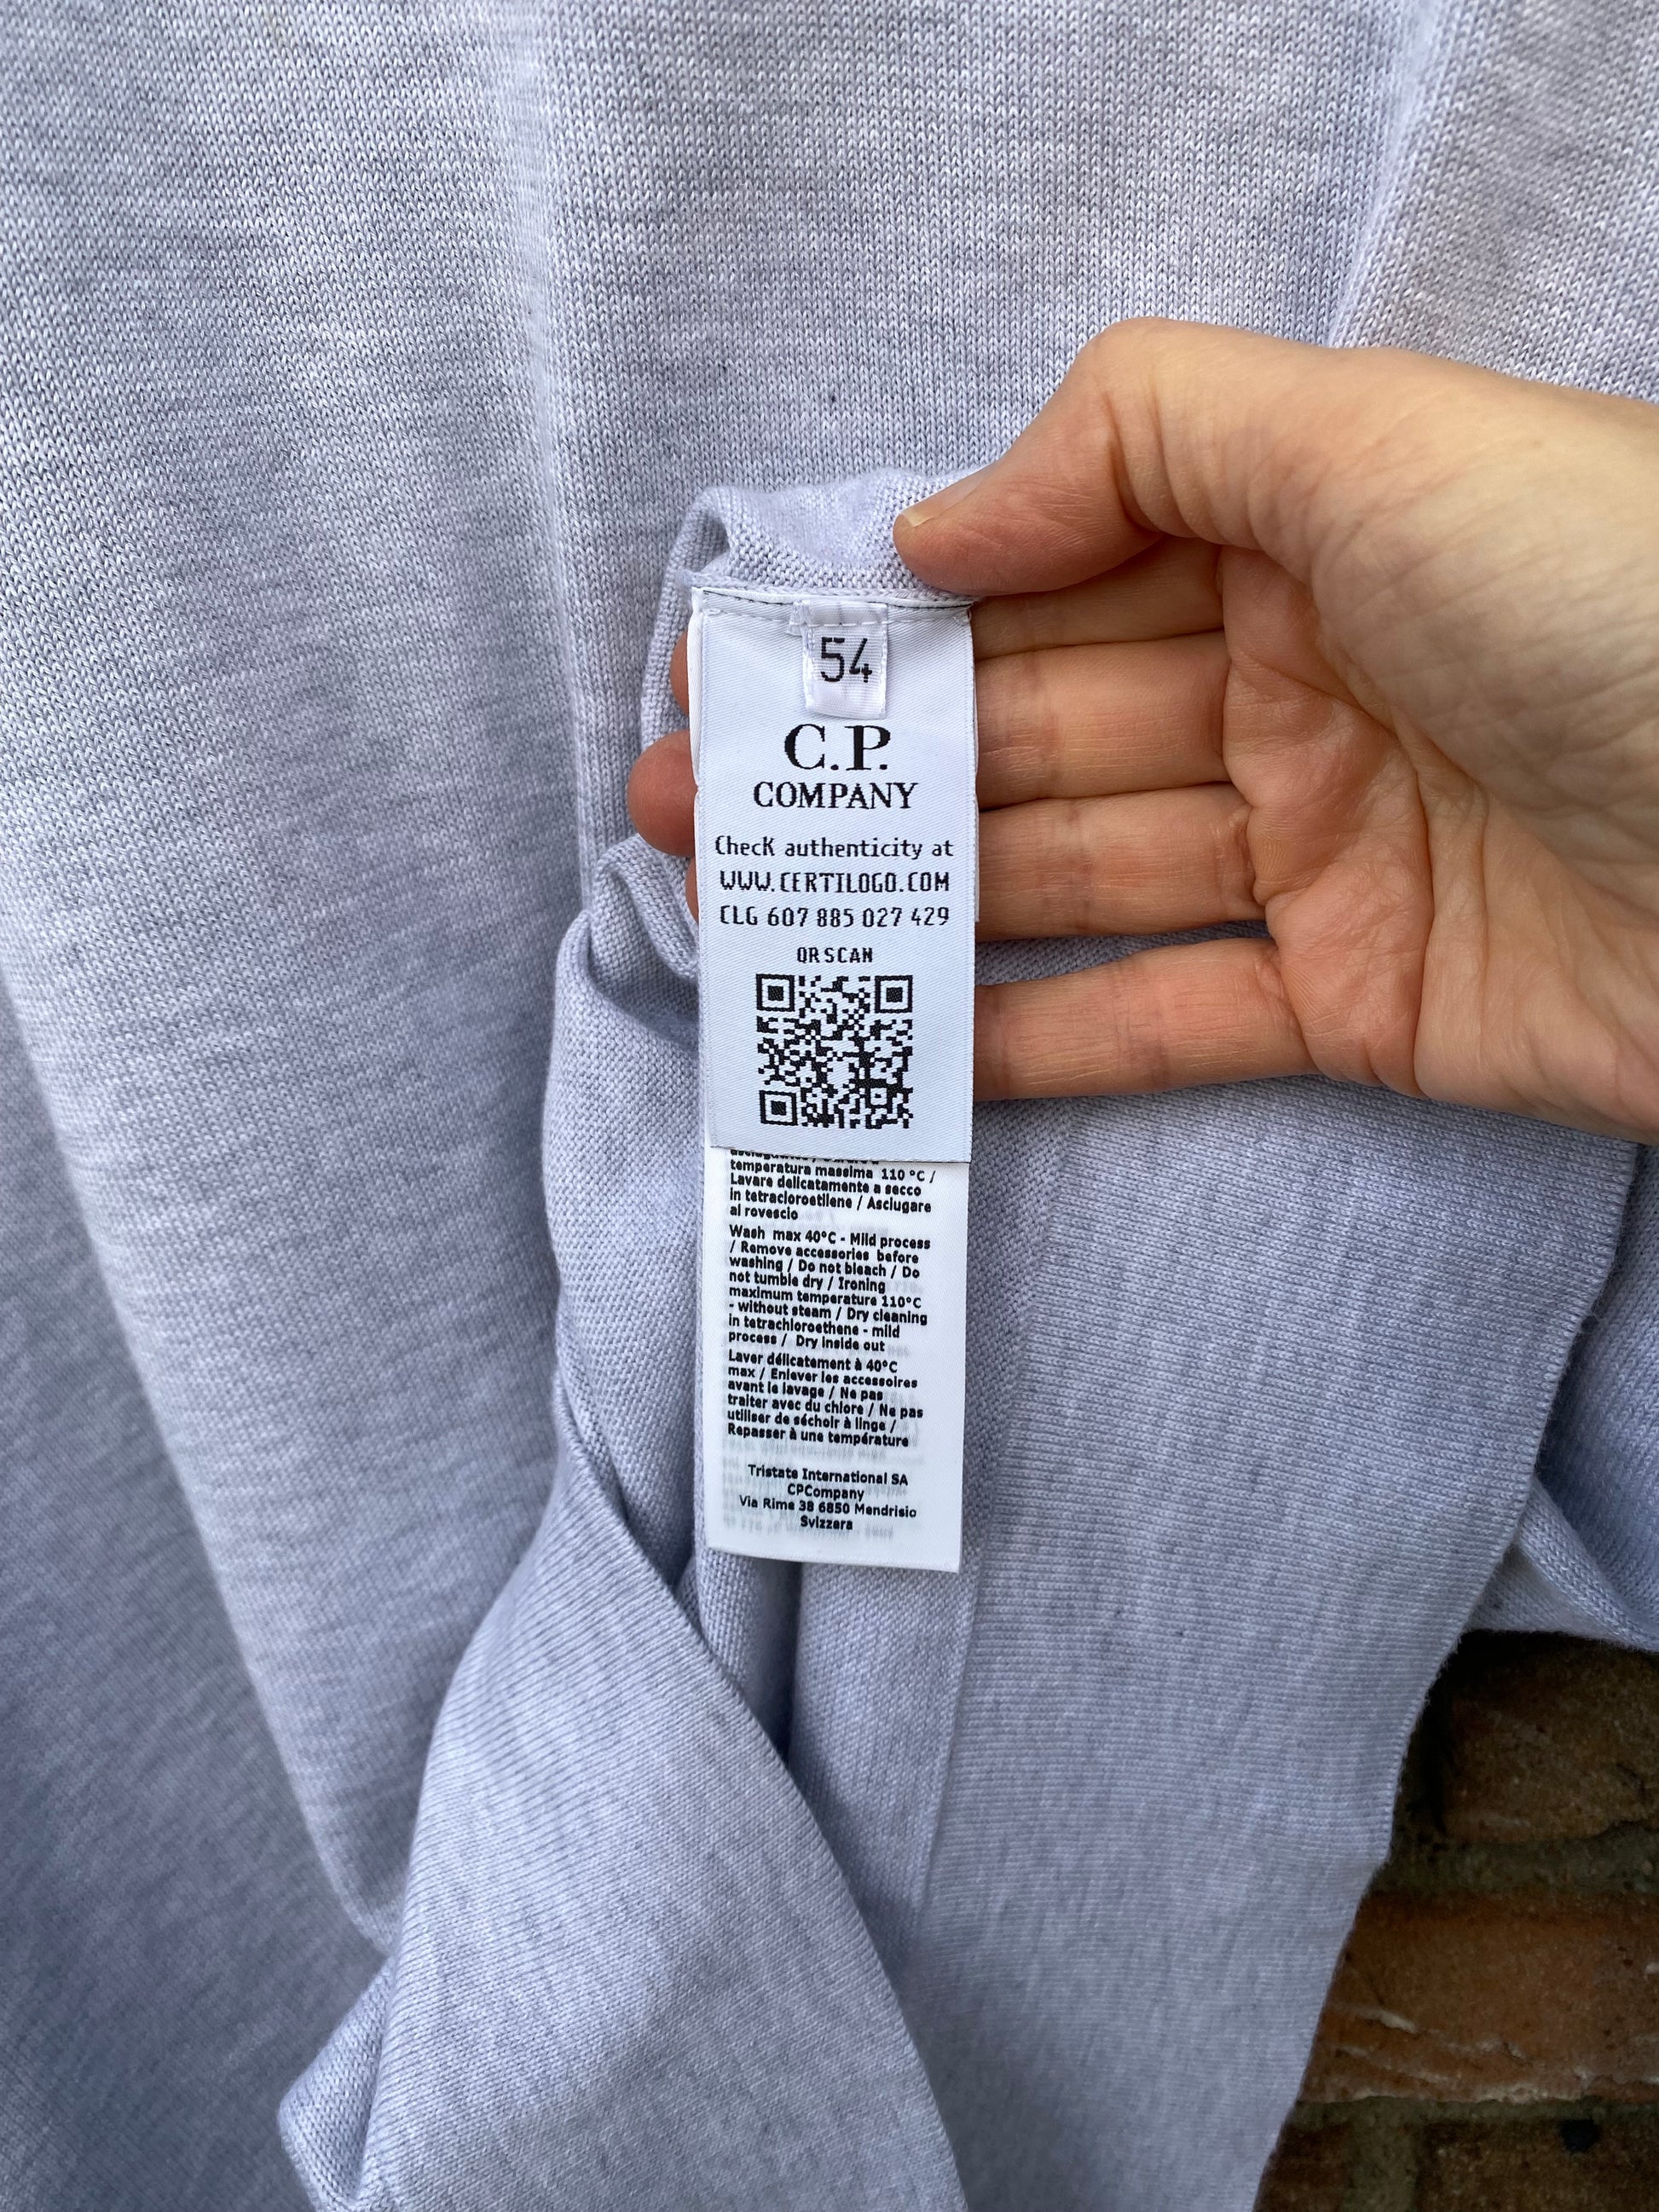 54
C.P.
COMPANY
Check authenticity at
WWW.CERTILOGO.COM
CLG 607 885 027 429
QR SCAN
temperatura massima 110 °C /
Lavare delicatamente a secco
in tetracloroetilene / Asciugare
al rovescio
Wash max 40°C - Mild process
/ Remove accessories before
washing / Do not bleach / Do
not tumble dry / Ironing
maximum temperature 110°C
- without steam / Dry cleaning
in tetrachloroethene - mild
process / Dry inside out
Laver délicatement à 40°C
max / Enlever les accessoires
avant le lavage / Ne pas
traiter avec du chlore / Ne pas
utiliser de séchoir à linge /
Repasser à une température
Tristate International SA
CPCompany
Via Rime 38 6850 Mendrisio
Svizzera